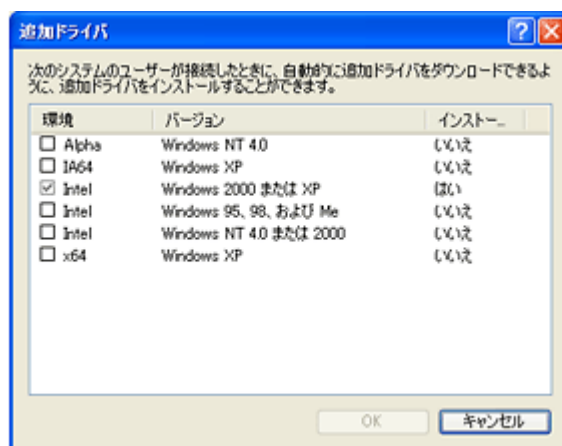 追加ドライバ
次のシステムのユーザーが接続したときに、自動的に追加ドライバをダウンロードできるよ
うに、追加ドライバをインストールすることができます。
環境 バージョン インストー...
Alpha Windows NT 4.0 いいえ
IA64 Windows XP いいえ
Intel Windows 2000 または XP はい
Intel Windows 95、98、および Me いいえ
Intel Windows NT 4.0 または 2000 いいえ
x64 Windows XP いいえ
OK キャンセル